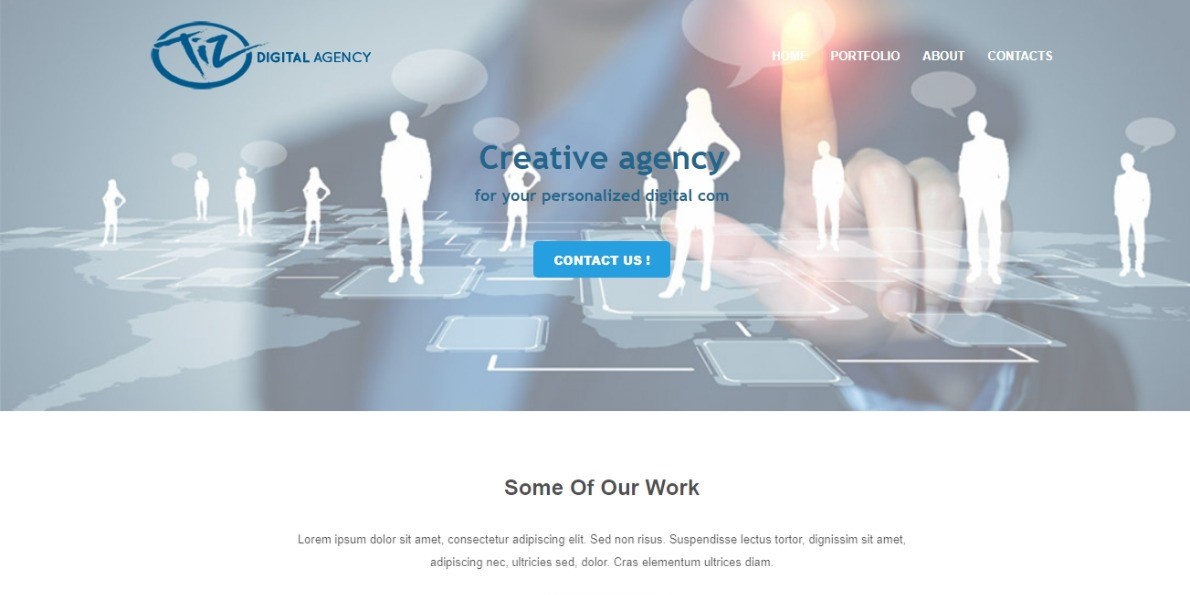 TiZ DIGITAL AGENCY
HOME PORTFOLIO ABOUT CONTACTS
Creative agency
for your personalized digital com
CONTACT US !
Some Of Our Work
Lorem ipsum dolor sit amet, consectetur adipiscing elit. Sed non risus. Suspendisse lectus tortor, dignissim sit amet,
adipiscing nec, ultricies sed, dolor. Cras elementum ultrices diam.